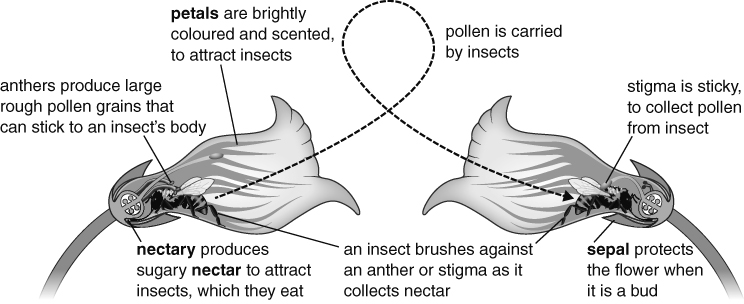 petals are brightly
coloured and scented,
to attract insects
pollen is carried
by insects
anthers produce large
rough pollen grains that
can stick to an insect's body
stigma is sticky,
to collect pollen
from insect
nectary produces
sugary nectar to attract
insects, which they eat
an insect brushes against
an anther or stigma as it
collects nectar
sepal protects
the flower when
it is a bud